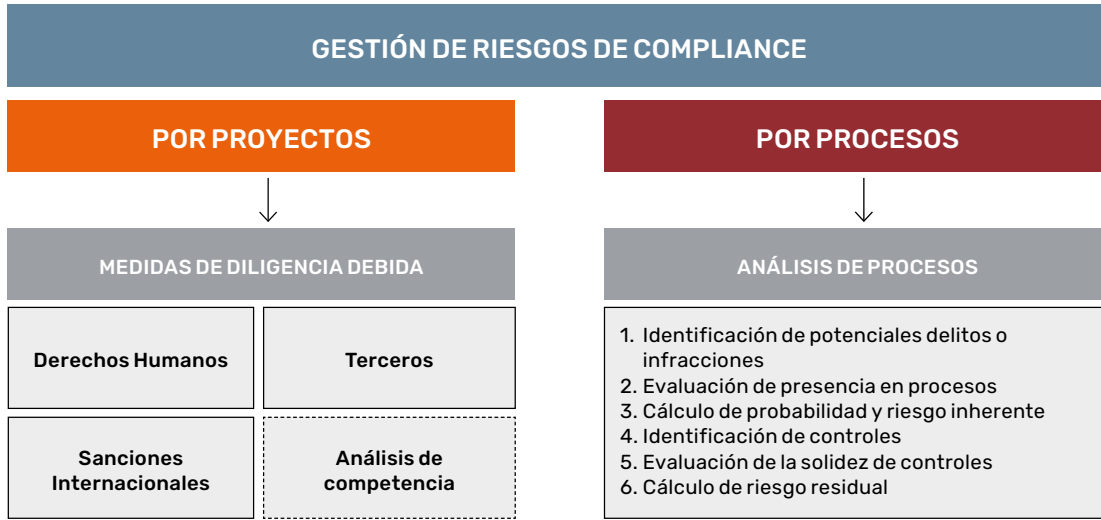 GESTIÓN DE RIESGOS DE COMPLIANCE
POR PROYECTOS
MEDIDAS DE DILIGENCIA DEBIDA
Derechos Humanos
Terceros
Sanciones
Internacionales
Análisis de
competencia
POR PROCESOS
ANÁLISIS DE PROCESOS
1. Identificación de potenciales delitos o
infracciones
2. Evaluación de presencia en procesos
3. Cálculo de probabilidad y riesgo inherente
4. Identificación de controles
5. Evaluación de la solidez de controles
6. Cálculo de riesgo residual